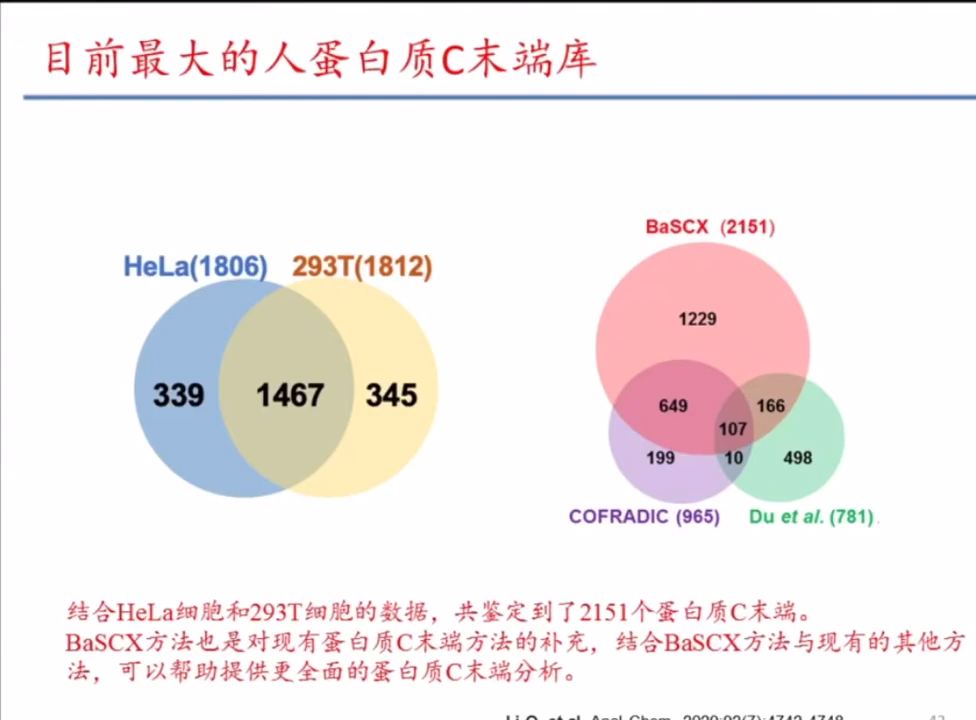 目前最大的人蛋白质C末端库
HeLa(1806) 293T(1812)
339 1467 345
BaSCX (2151)
1229
649 166
107
199 10 498
COFRADIC (965) Du et al. (781)
结合HeLa细胞和293T细胞的数据，共鉴定到了2151个蛋白质C末端。
BaSCX方法也是对现有蛋白质C末端方法的补充，结合BaSCX方法与现有的其他方
法，可以帮助提供更全面的蛋白质C末端分析。